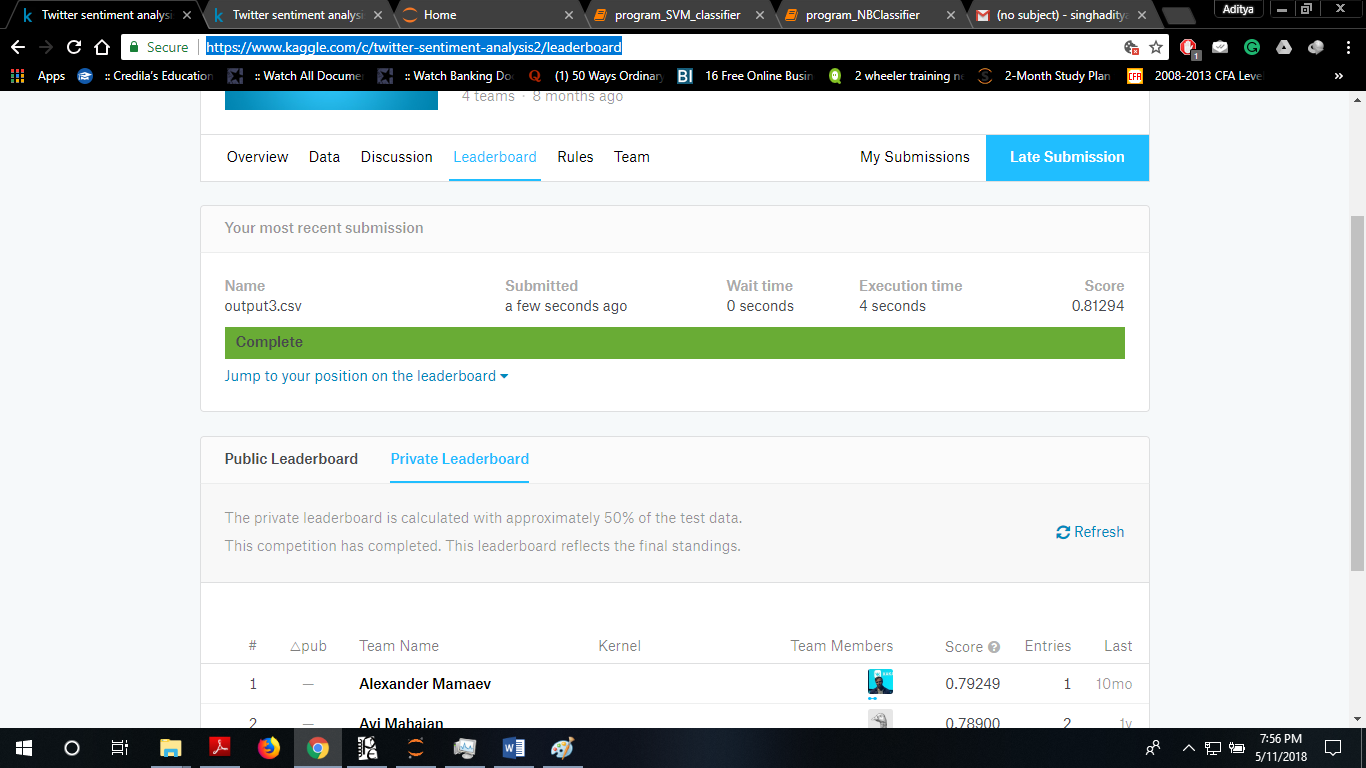 Twitter sentiment analysi
Twitter sentiment analysi
Home
program_SVM_classifier
program_NBClassifier
(no subject) - singhaditya
Aditya
Secure
https://www.kaggle.com/c/twitter-sentiment-analysis2/leaderboard
1
Apps
:: Credila's Education
:: Watch All Docume
:: Watch Banking Do
(1) 50 Ways Ordinary
BI
16 Free Online Busin
2 wheeler training n
2-Month Study Plan
CFA
2008-2013 CFA Leve
»
4 teams · 8 months ago
Overview
Data
Discussion
Leaderboard
Rules
Team
My Submissions
Late Submission
Your most recent submission
Name
Submitted
Wait time
Execution time
Score
output3.csv
a few seconds ago
0 seconds
4 seconds
0.81294
Complete
Jump to your position on the leaderboard
Public Leaderboard
Private Leaderboard
The private leaderboard is calculated with approximately 50% of the test data.
This competition has completed. This leaderboard reflects the final standings.
Refresh
#
△pub
Team Name
Kernel
Team Members
Score
Entries
Last
1
—
Alexander Mamaev
0.79249
1
10mo
2
—
Avi Mahajan
0.78900
2
1y
7:56 PM
5/11/2018